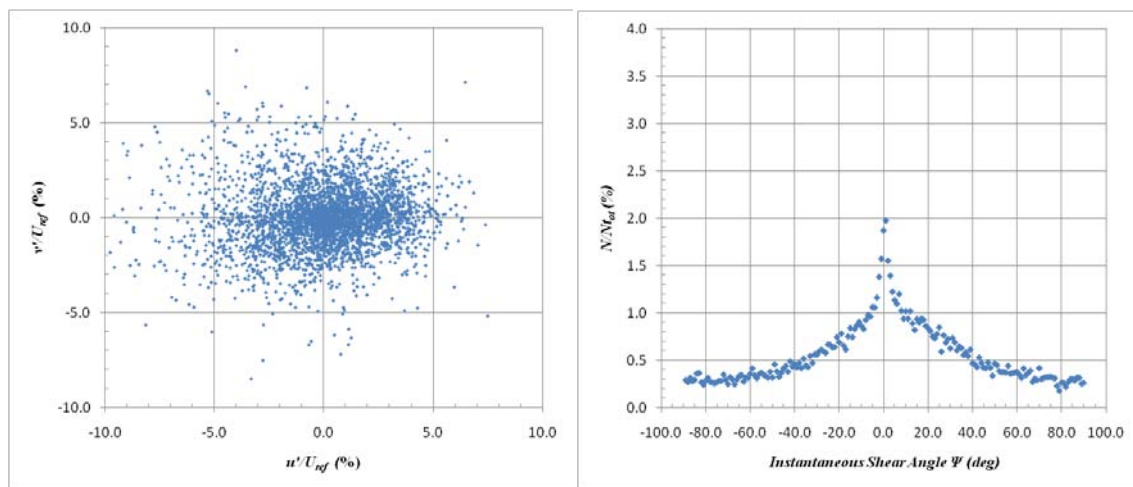 10.0
5.0
0.0
-5.0
-10.0
v'/Uref (%)
-10.0 -5.0 0.0 5.0 10.0
u'/Uref (%)
4.0
3.5
3.0
2.5
2.0
1.5
1.0
0.5
0.0
N/Ntot (%)
-100.0 -80.0 -60.0 -40.0 -20.0 0.0 20.0 40.0 60.0 80.0 100.0
Instantaneous Shear Angle Ψ (deg)